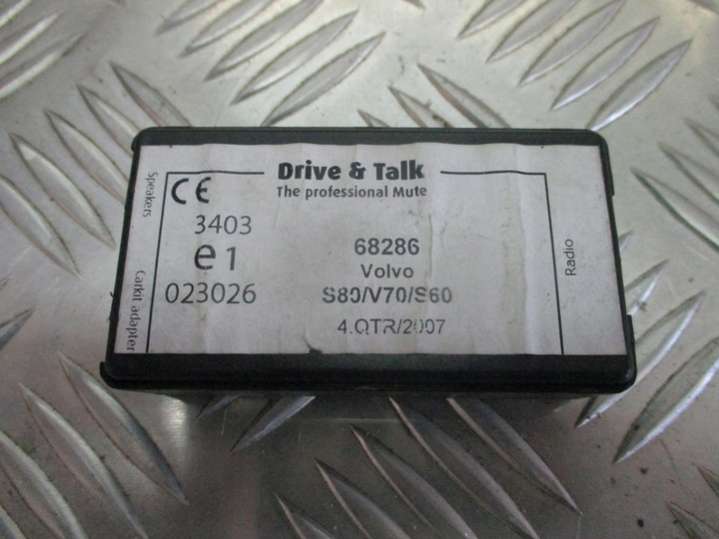 Drive & Talk
The professional Mute
Speakers
Carkit adapter
CE
3403
e1
023026
68286
Volvo
S80/V70/S60
4.QTR/2007
Radio